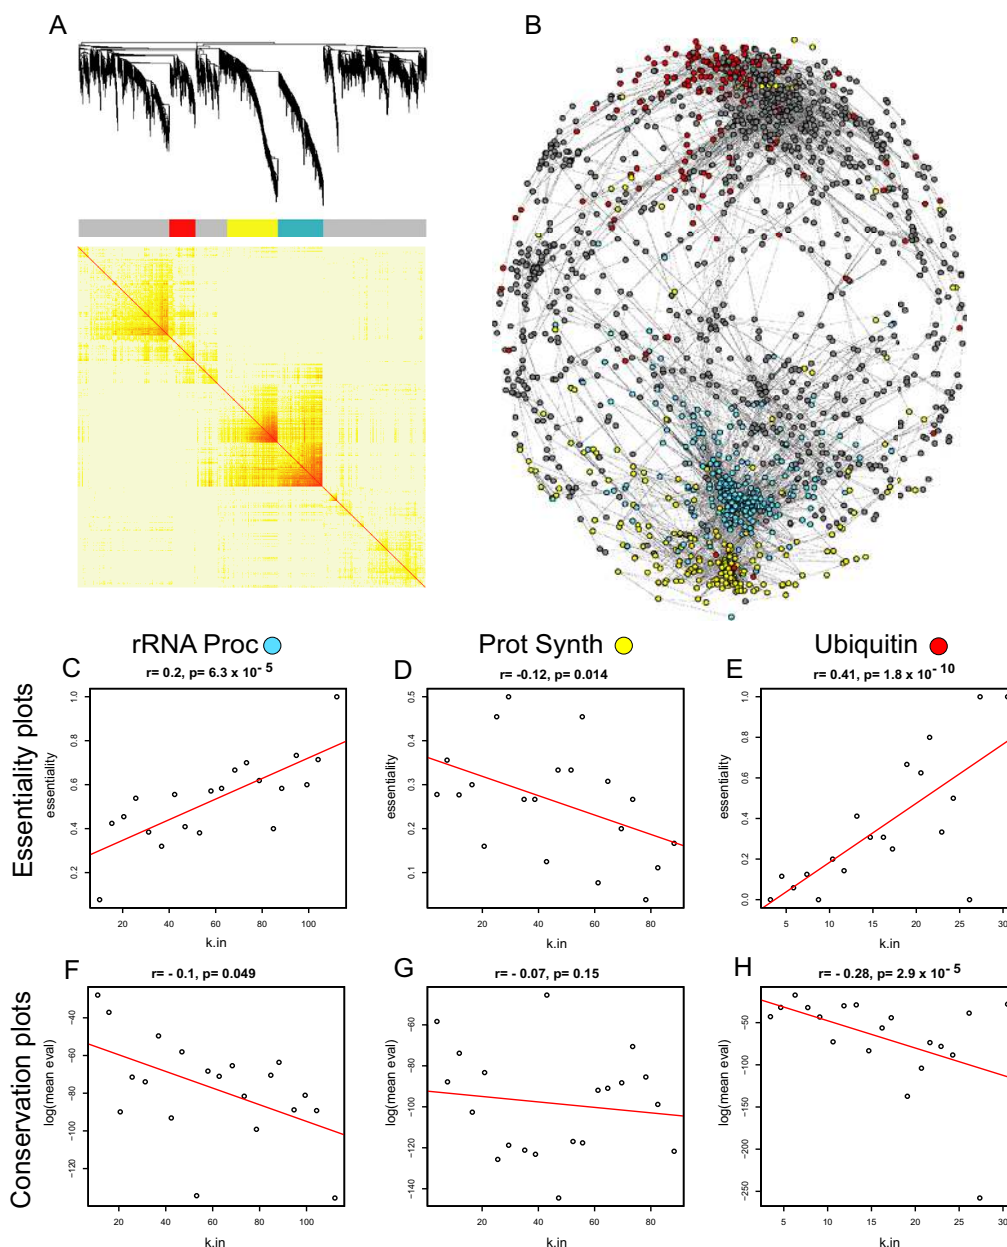 A
B
rRNA Proc
Prot Synth
Ubiquitin
Essentiality plots
C
r= 0.2, p= 6.3 x 10⁻⁵
essentiality
1.0
0.8
0.6
0.4
0.2
20 40 60 80 100
k.in
D
r= -0.12, p= 0.014
essentiality
0.5
0.4
0.3
0.2
0.1
0.0
20 40 60 80
k.in
E
r= 0.41, p= 1.8 x 10⁻¹⁰
essentiality
1.0
0.8
0.6
0.4
0.2
0.0
5 10 15 20 25 30
k.in
Conservation plots
F
r= - 0.1, p= 0.049
log(mean eval)
−40
−60
−80
−100
−120
20 40 60 80 100
k.in
G
r= - 0.07, p= 0.15
log(mean eval)
−60
−80
−100
−120
−140
20 40 60 80
k.in
H
r= - 0.28, p= 2.9 x 10⁻⁵
log(mean eval)
−50
−100
−150
−200
−250
5 10 15 20 25 30
k.in